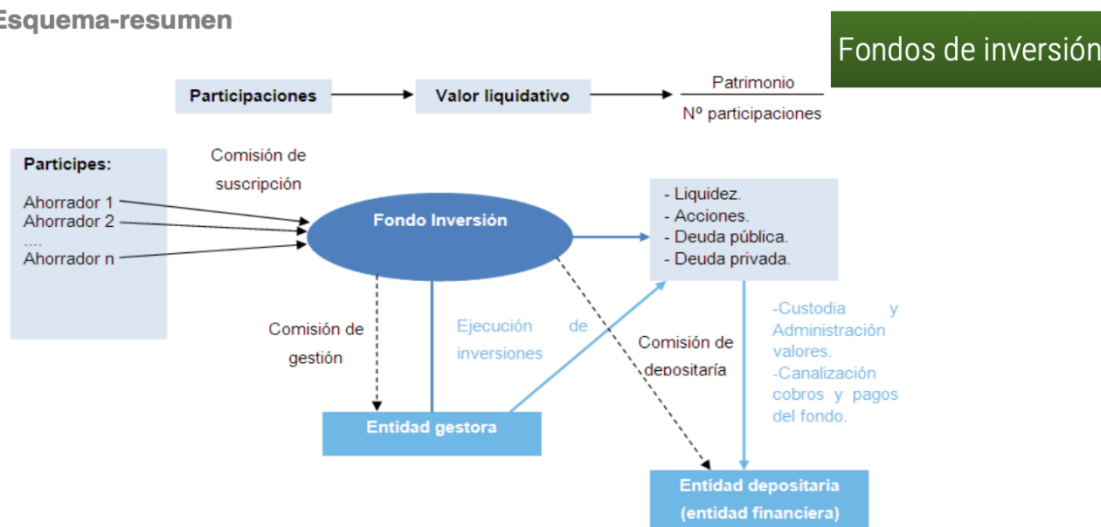 Esquema-resumen
Fondos de inversión
Participaciones
Valor liquidativo
Patrimonio
Nº participaciones
Partícipes:
Ahorrador 1
Ahorrador 2
....
Ahorrador n
Comisión de
suscripción
Fondo Inversión
- Liquidez.
- Acciones.
- Deuda pública.
- Deuda privada.
Comisión de
gestión
Ejecución de
inversiones
Comisión de
depositaría
-Custodia y
Administración
valores.
-Canalización
cobros y pagos
del fondo.
Entidad gestora
Entidad depositaria
(entidad financiera)